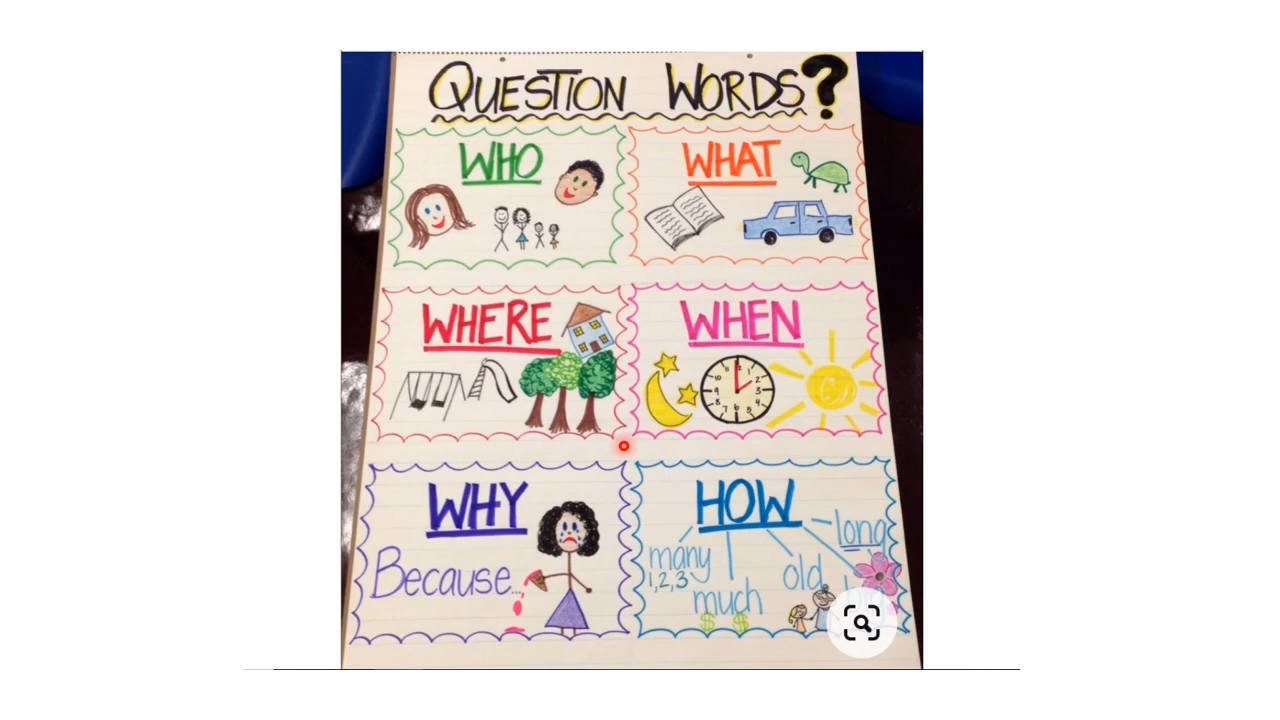 QUESTION WORDS?
WHO
WHAT
WHERE
WHEN
WHY
Because...
HOW
long
many
1,2,3
old
much
$ $